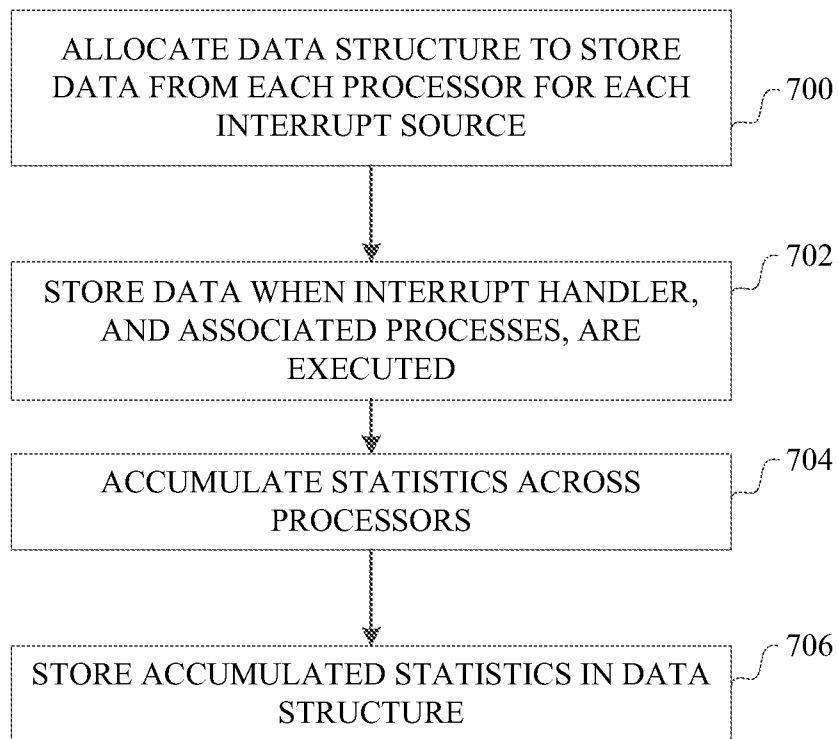 ALLOCATE DATA STRUCTURE TO STORE
DATA FROM EACH PROCESSOR FOR EACH
INTERRUPT SOURCE
700
702
STORE DATA WHEN INTERRUPT HANDLER,
AND ASSOCIATED PROCESSES, ARE
EXECUTED
704
ACCUMULATE STATISTICS ACROSS
PROCESSORS
706
STORE ACCUMULATED STATISTICS IN DATA
STRUCTURE